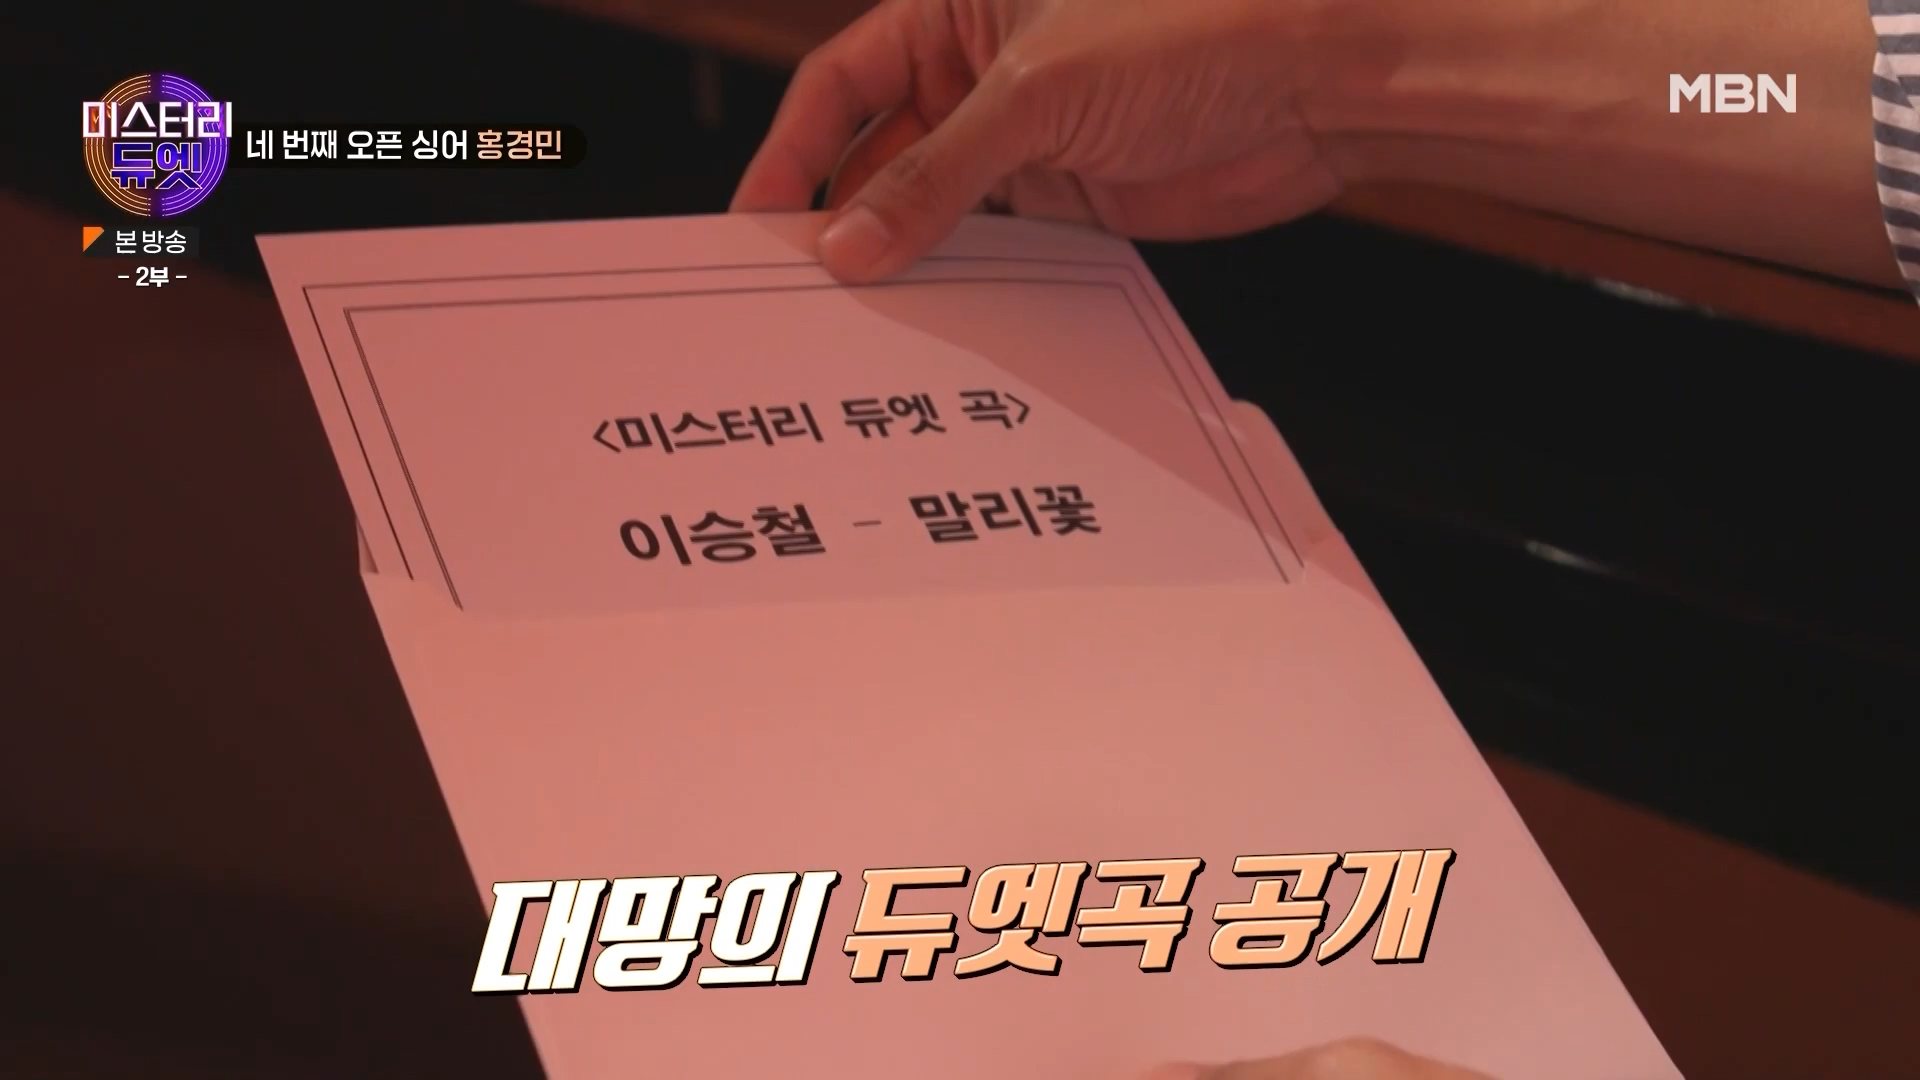 미스터리
듀엣
네 번째 오픈 싱어 홍경민
MBN
본 방송
- 2부 -
<미스터리 듀엣 곡>
이승철 - 말리꽃
대망의 듀엣곡 공개